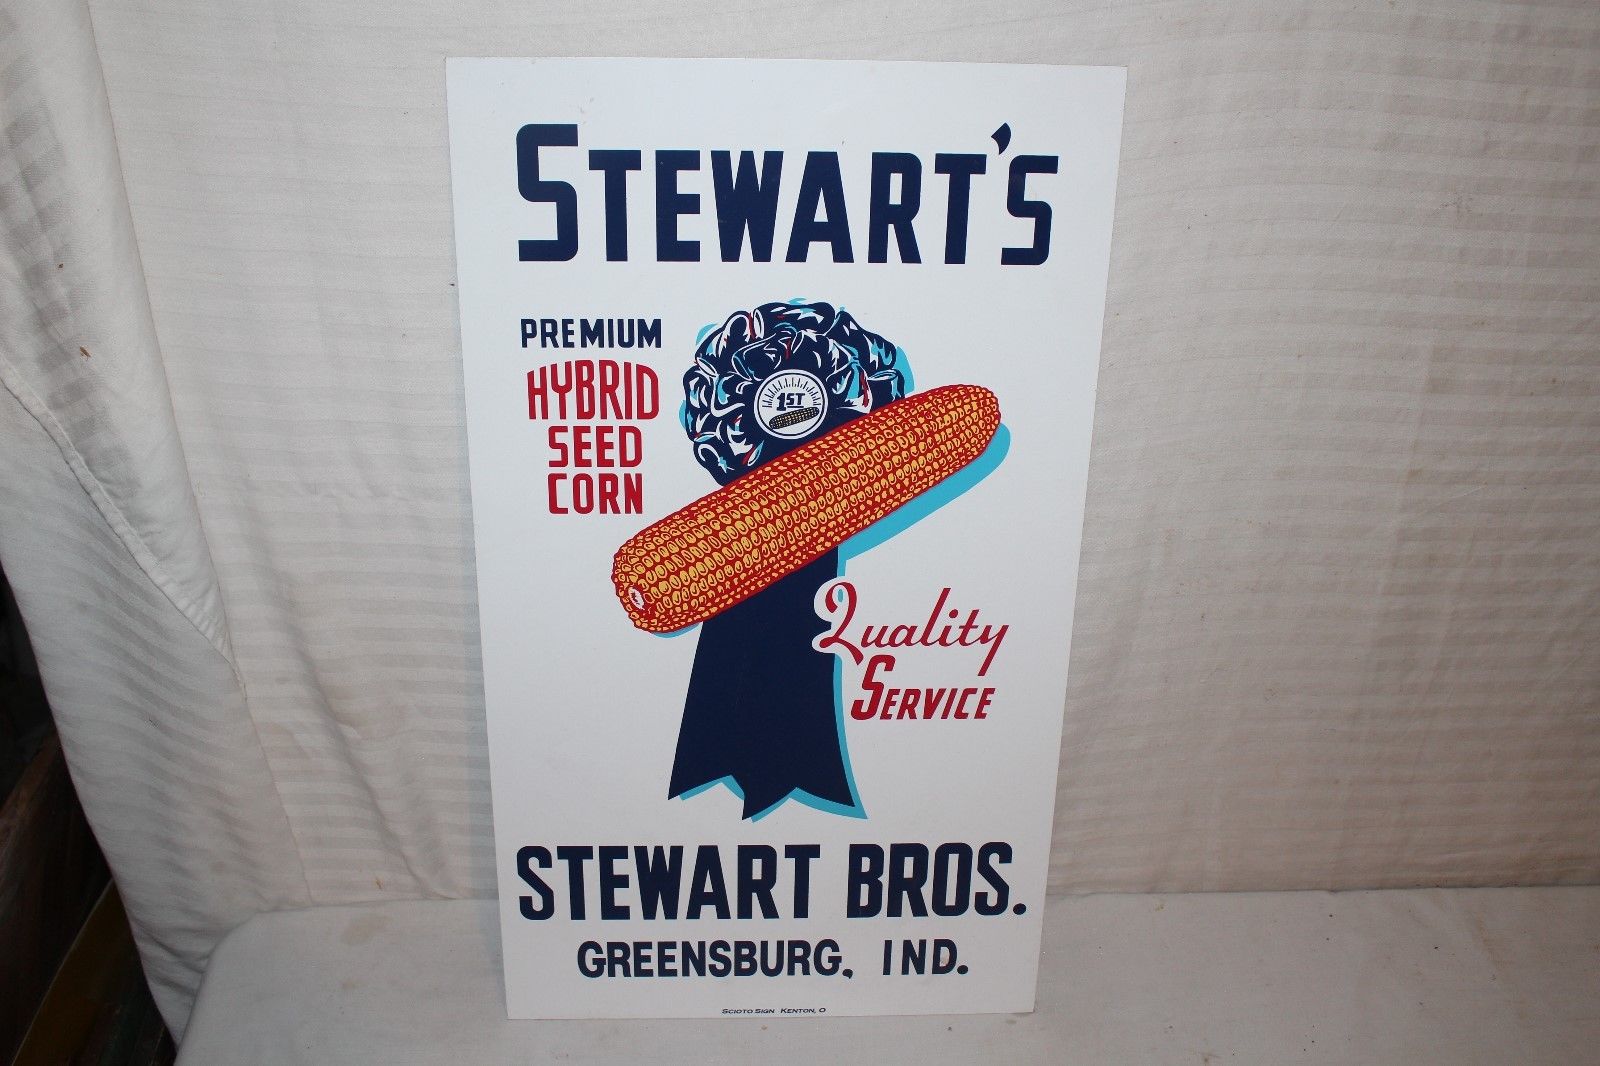 STEWART'S
PREMIUM
HYBRID
SEED
CORN
1ST
Quality
SERVICE
STEWART BROS.
GREENSBURG, IND.
SCIOTO SIGN KENTON, O